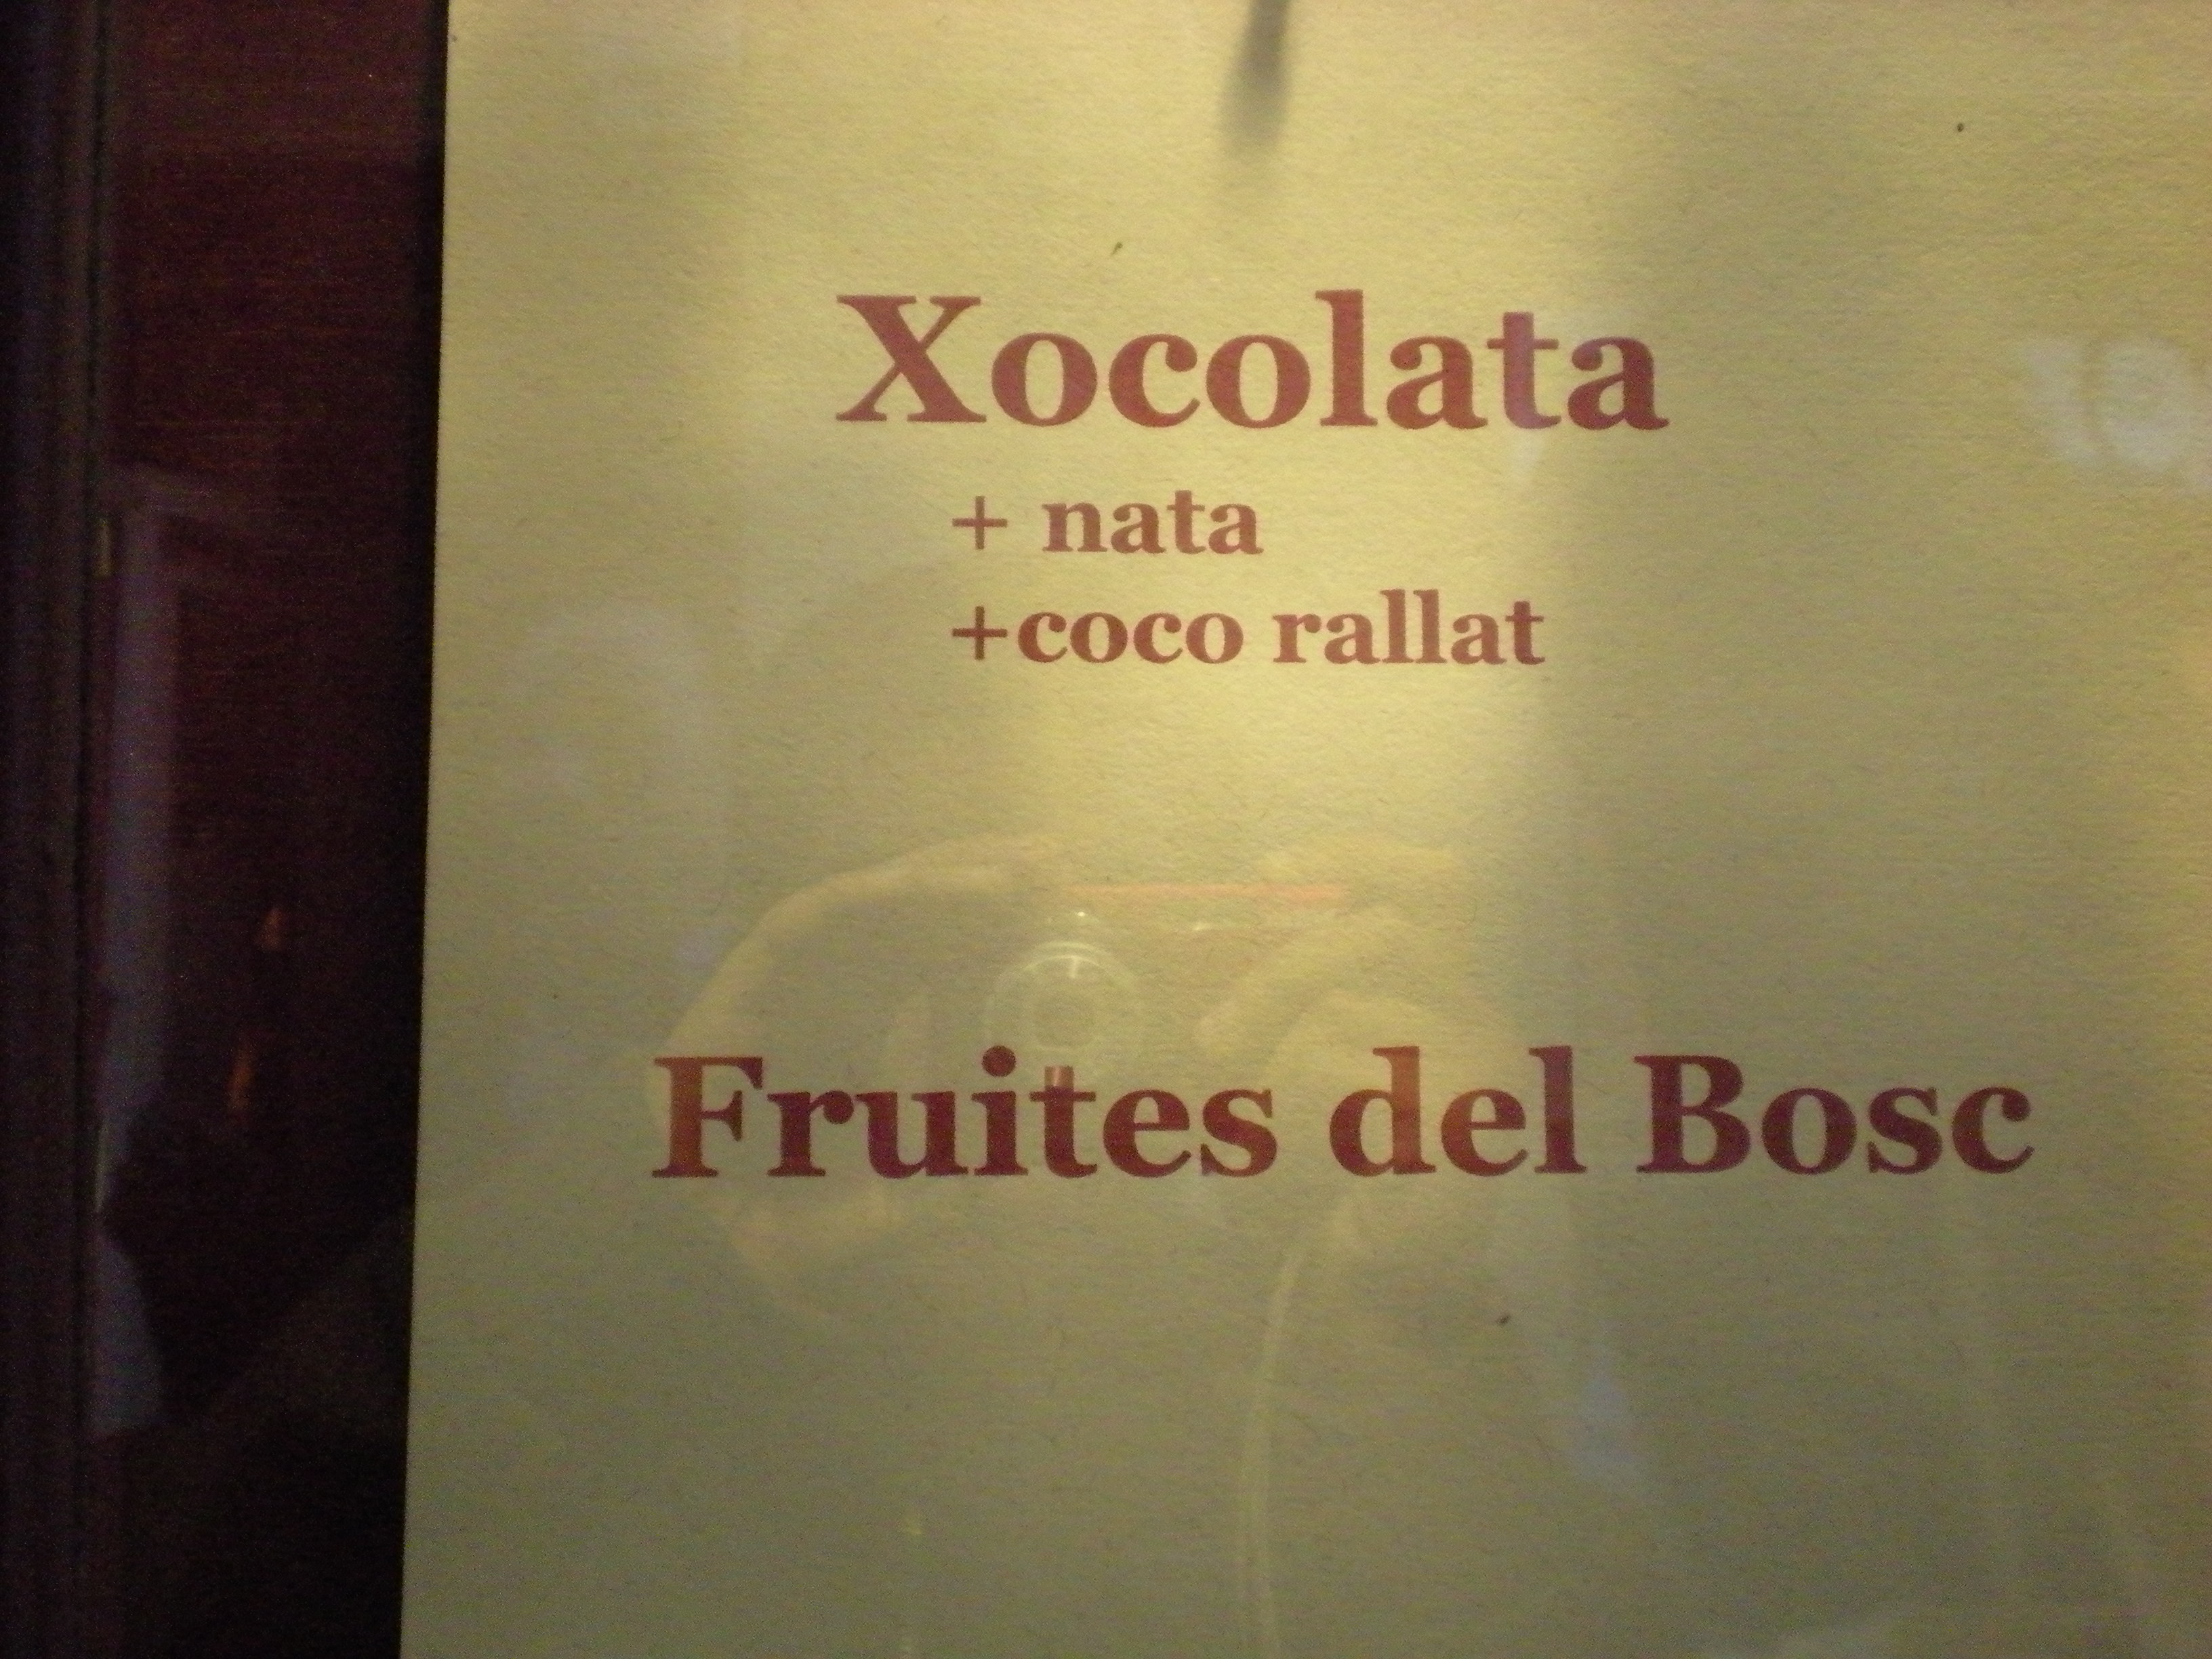 Xocolata
+ nata
+coco rallat
Fruites del Bosc